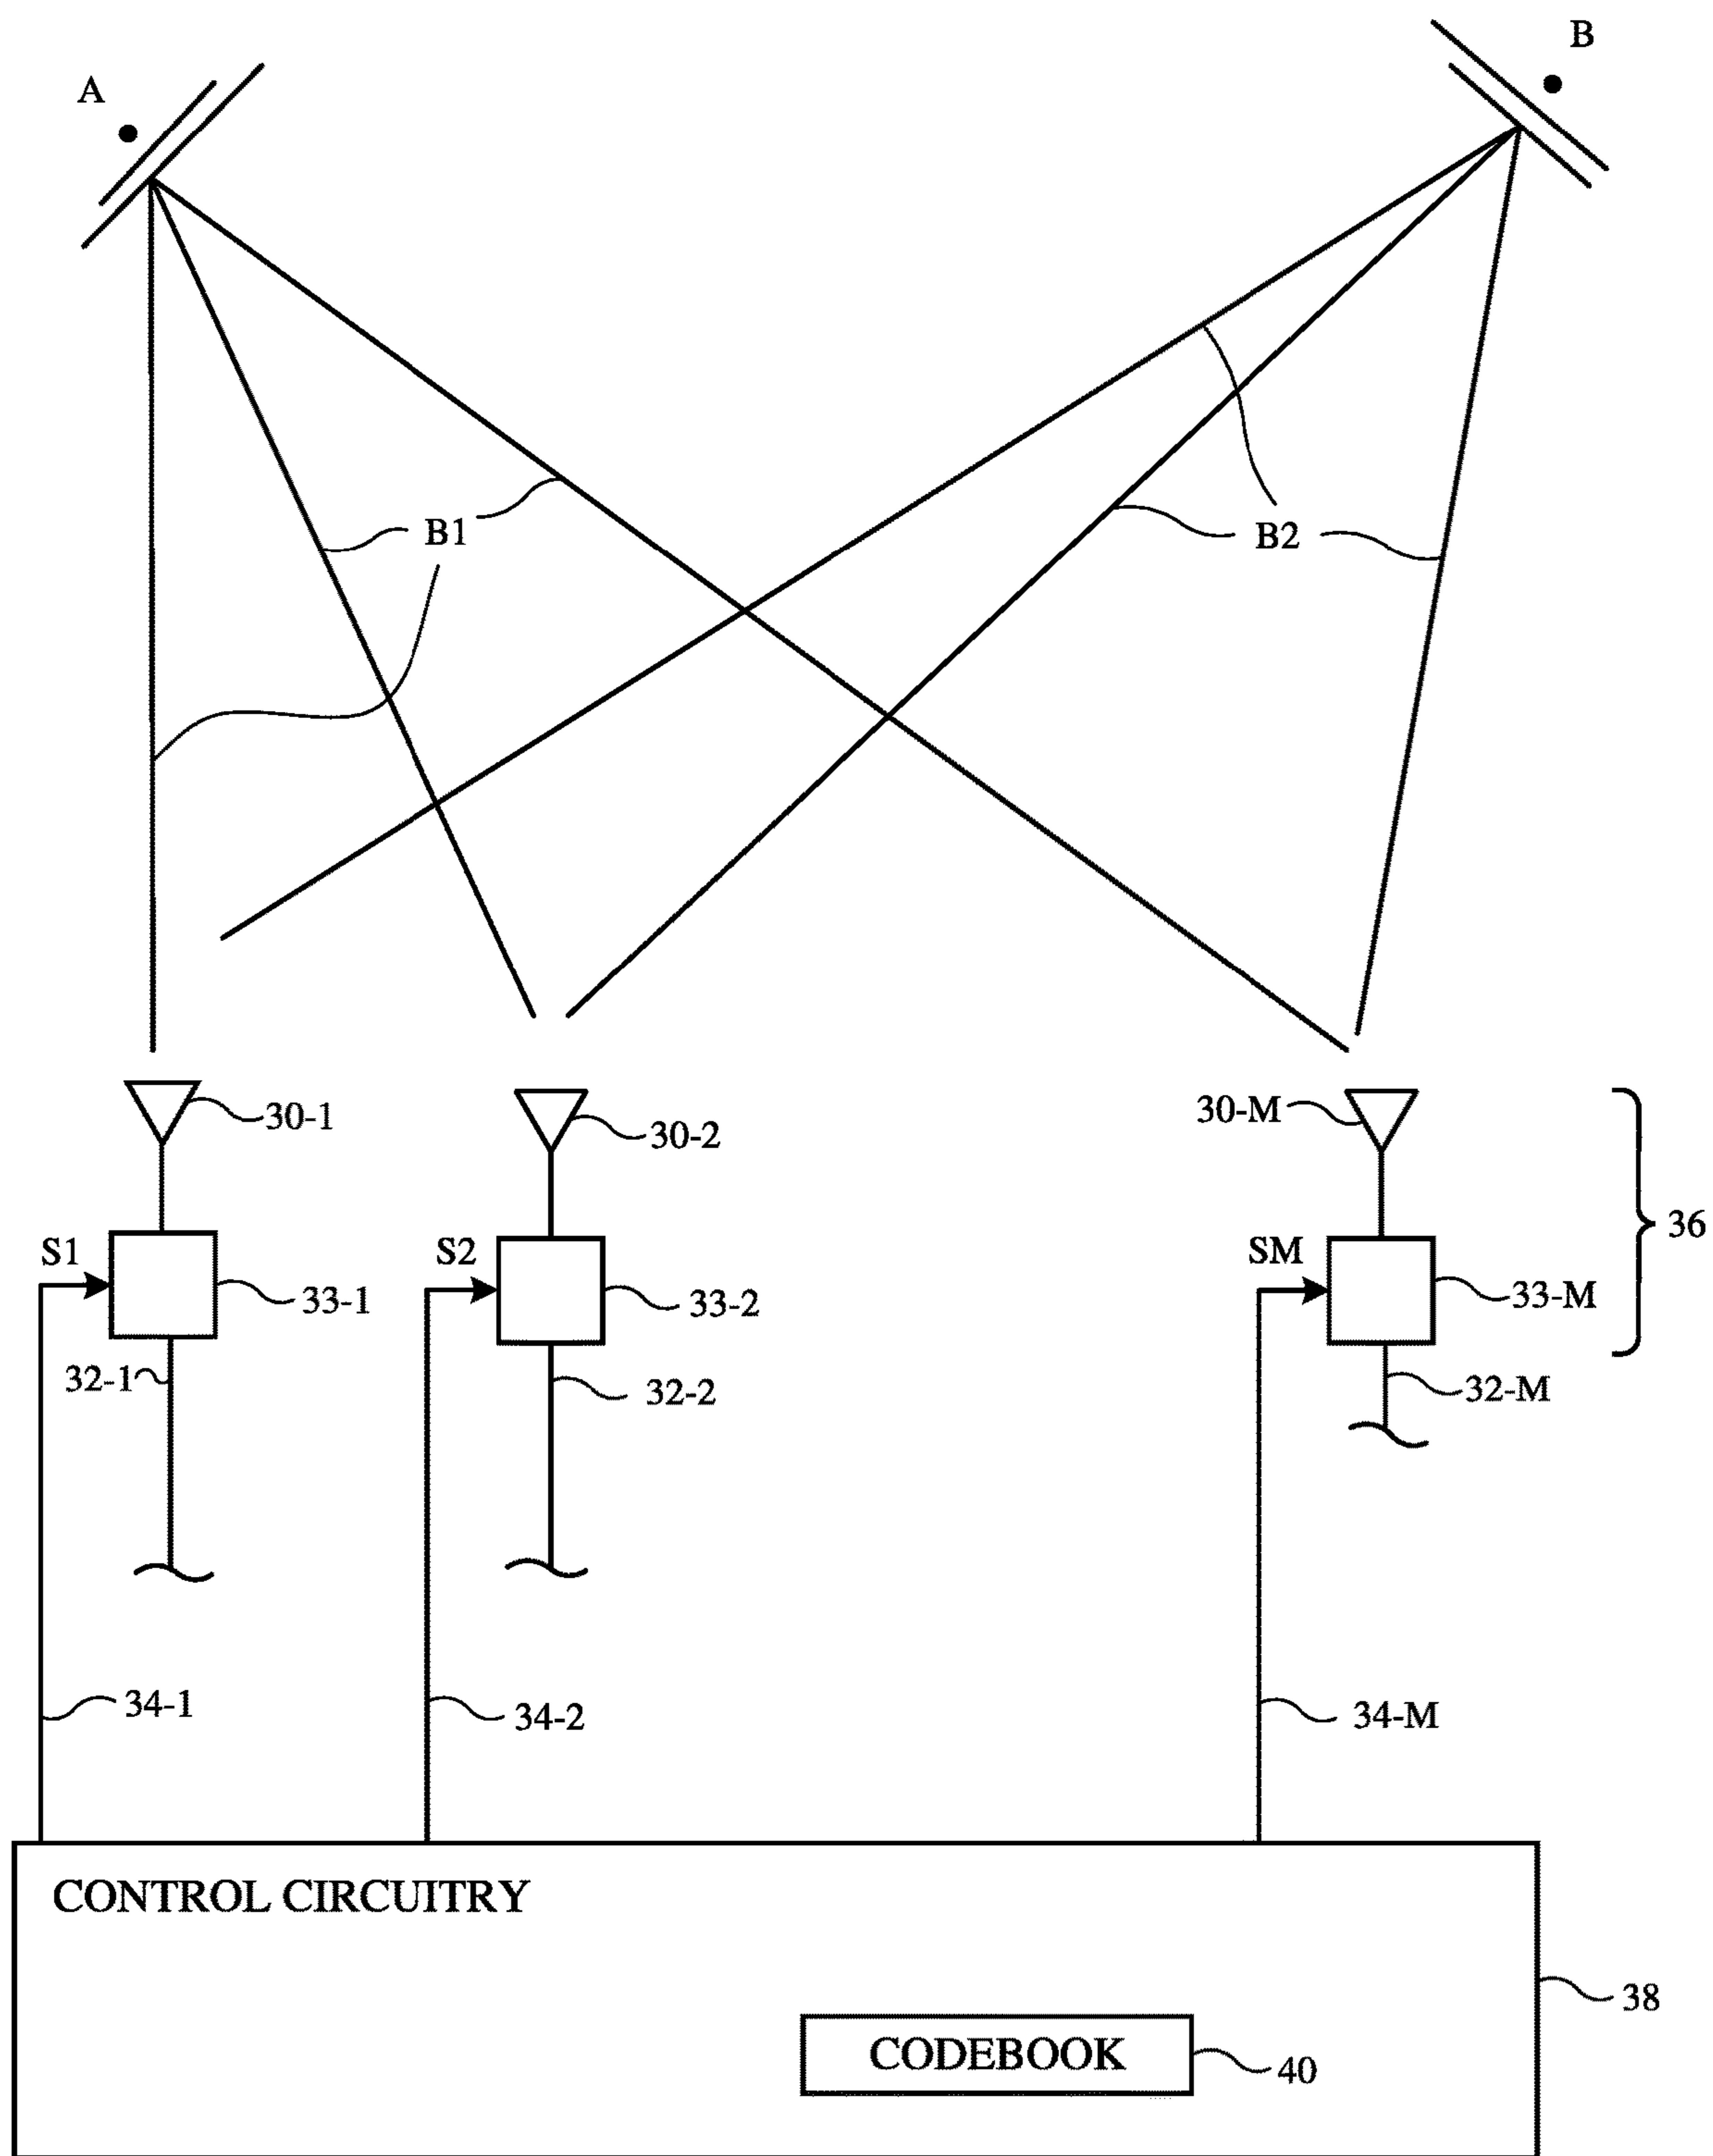 B
A
B1
B2
30-1
30-2
30-M
36
S1
S2
SM
33-1
33-2
33-M
32-1
32-2
32-M
34-1
34-2
34-M
CONTROL CIRCUITRY
38
CODEBOOK
40